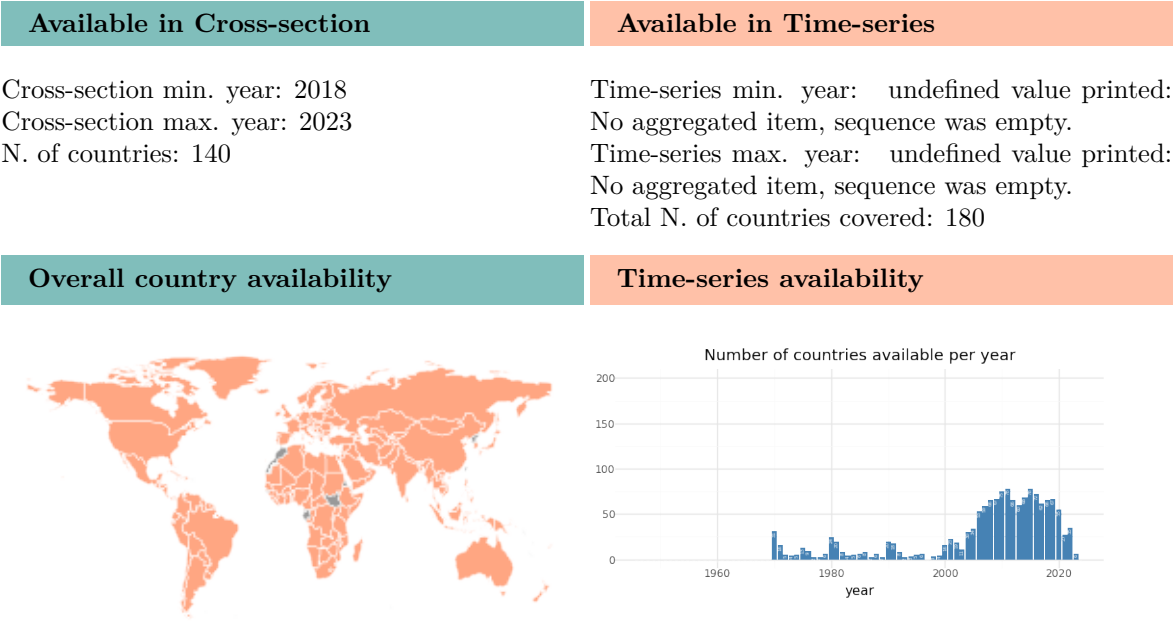 Available in Cross-section
Cross-section min. year: 2018
Cross-section max. year: 2023
N. of countries: 140
Available in Time-series
Time-series min. year: undefined value printed:
No aggregated item, sequence was empty.
Time-series max. year: undefined value printed:
No aggregated item, sequence was empty.
Total N. of countries covered: 180
Overall country availability
Time-series availability
Number of countries available per year
200
150
100
50
0
1960
1980
2000
2020
year